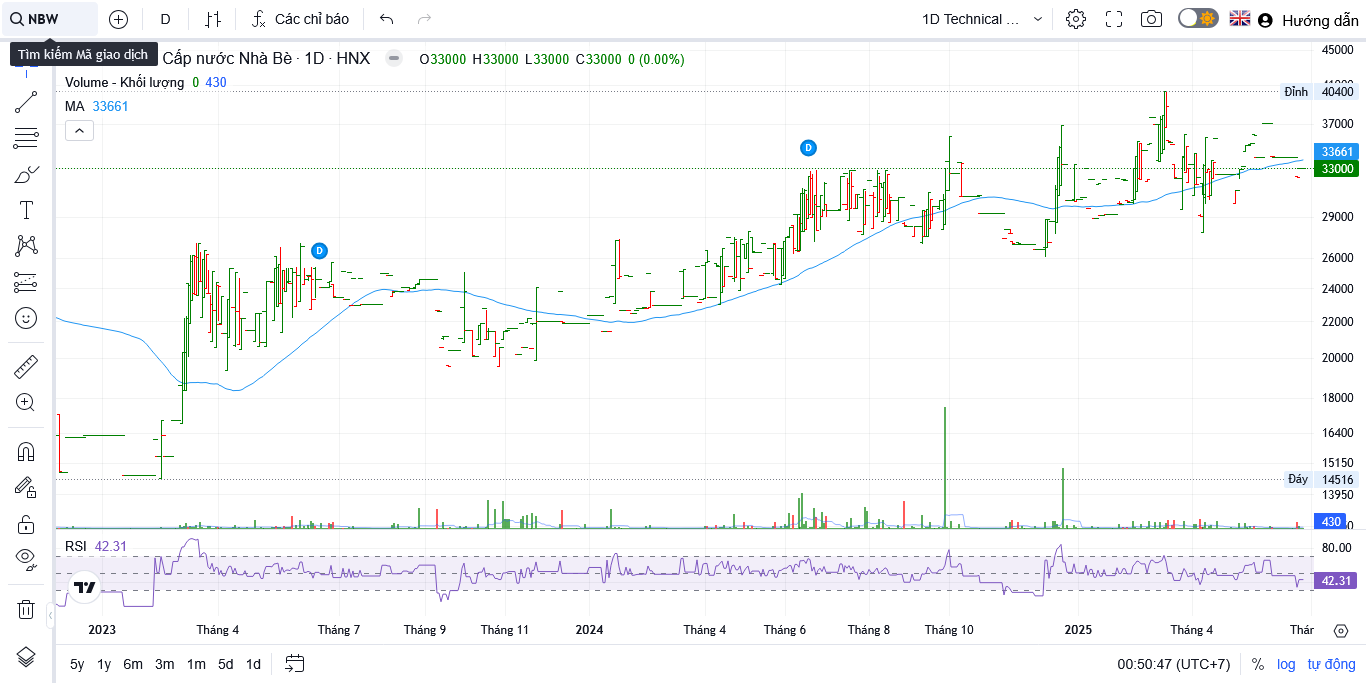 NBW
D
Các chỉ báo
1D Technical ...
Hướng dẫn
Tìm kiếm Mã giao dịch
Cấp nước Nhà Bè · 1D · HNX
O33000 H33000 L33000 C33000 0 (0.00%)
Volume - Khối lượng 0 430
MA 33661
45000
Đỉnh 40400
37000
33661
33000
29000
26000
24000
22000
20000
18000
16400
15150
Đáy 14516
13950
430
D
D
RSI 42.31
80.00
42.31
2023 Tháng 4 Tháng 7 Tháng 9 Tháng 11 2024 Tháng 4 Tháng 6 Tháng 8 Tháng 10 2025 Tháng 4 Thár
5y 1y 6m 3m 1m 5d 1d
00:50:47 (UTC+7) % log tự động